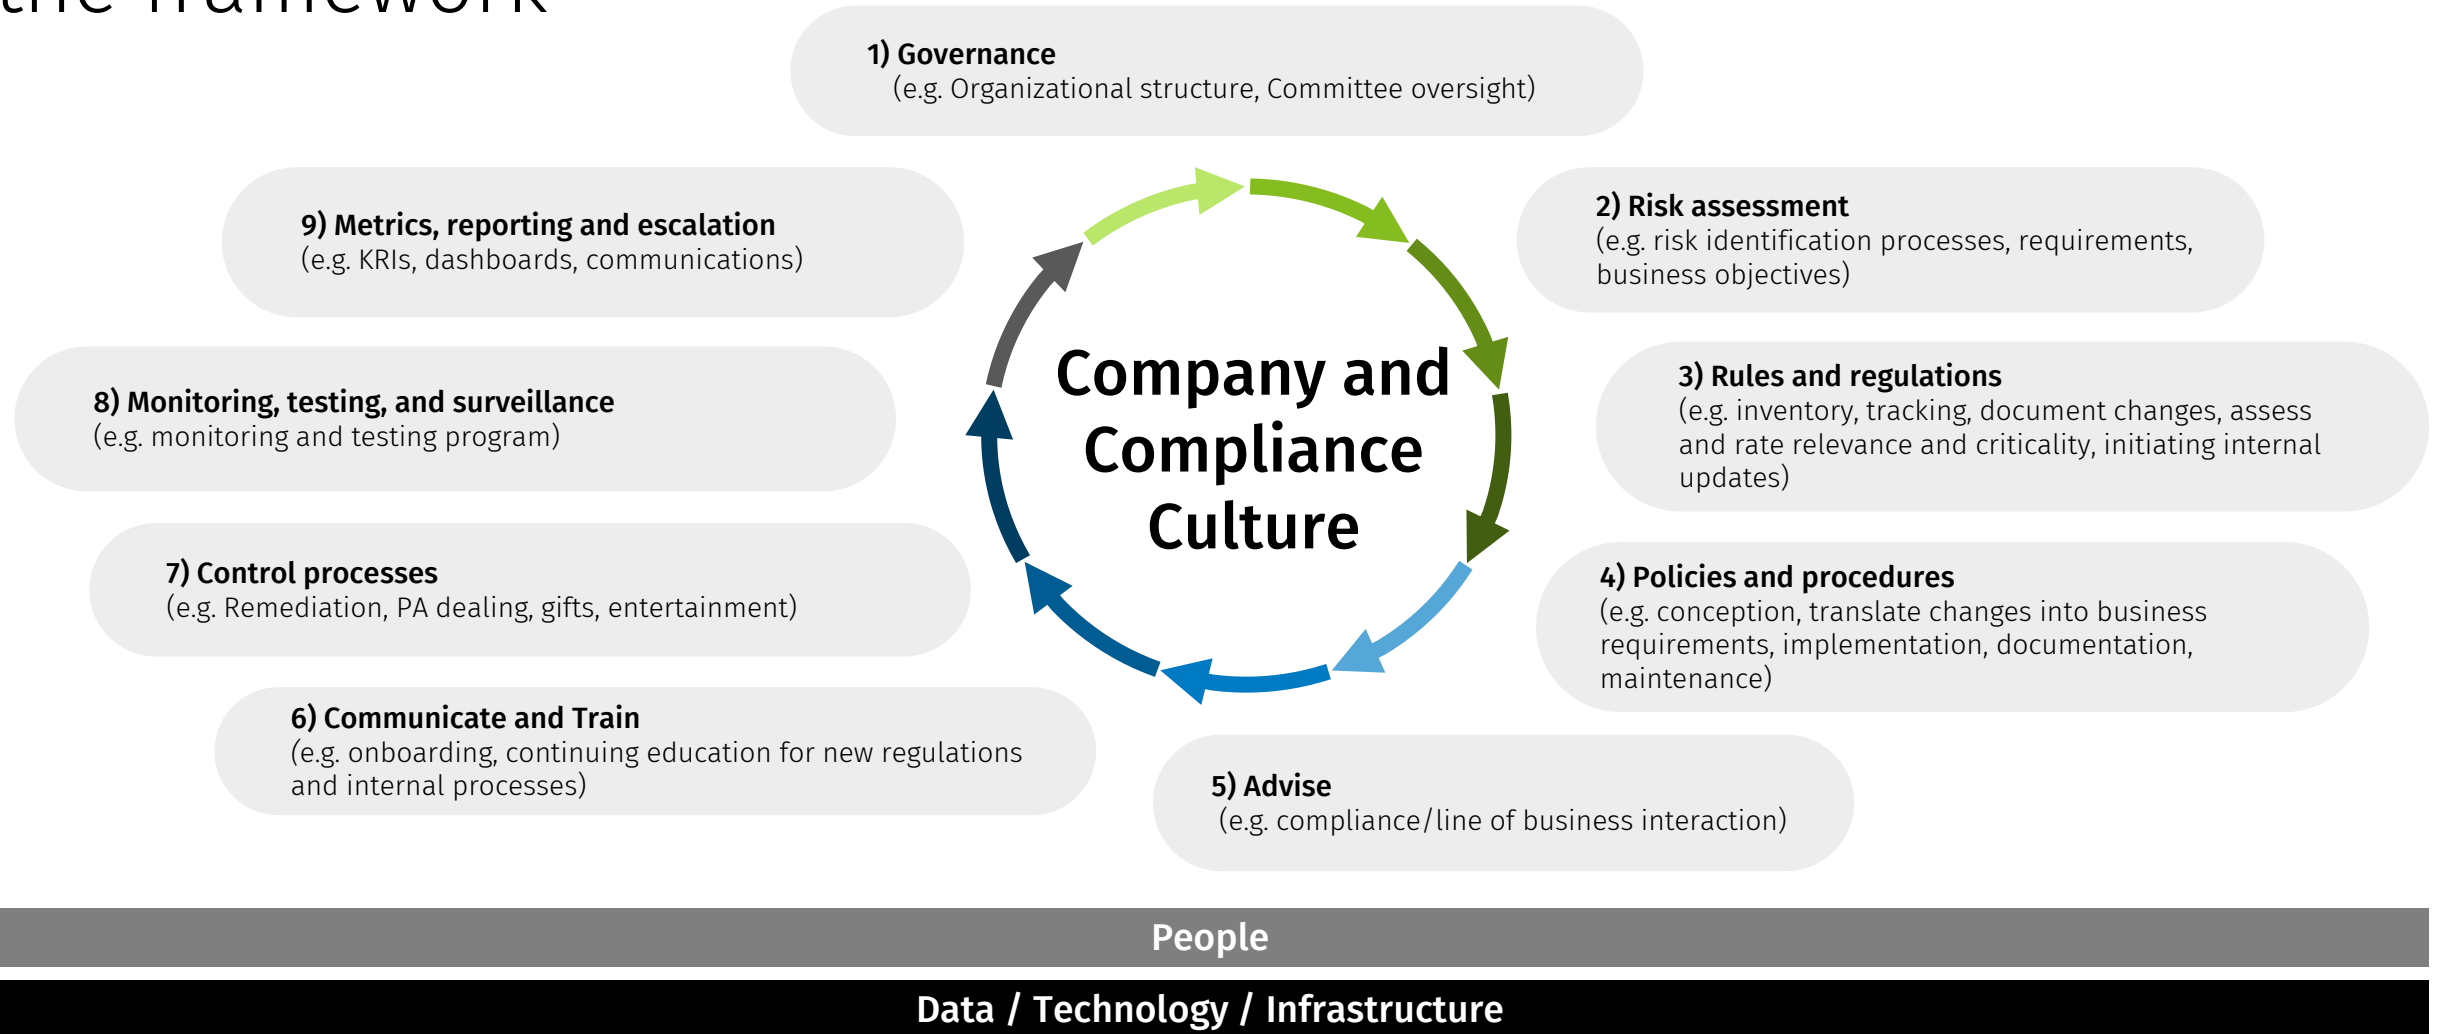 the framework
1) Governance
(e.g. Organizational structure, Committee oversight)
2) Risk assessment
(e.g. risk identification processes, requirements,
business objectives)
3) Rules and regulations
(e.g. inventory, tracking, document changes, assess
and rate relevance and criticality, initiating internal
updates)
4) Policies and procedures
(e.g. conception, translate changes into business
requirements, implementation, documentation,
maintenance)
5) Advise
(e.g. compliance/line of business interaction)
6) Communicate and Train
(e.g. onboarding, continuing education for new regulations
and internal processes)
7) Control processes
(e.g. Remediation, PA dealing, gifts, entertainment)
8) Monitoring, testing, and surveillance
(e.g. monitoring and testing program)
9) Metrics, reporting and escalation
(e.g. KRIs, dashboards, communications)
Company and
Compliance
Culture
People
Data / Technology / Infrastructure